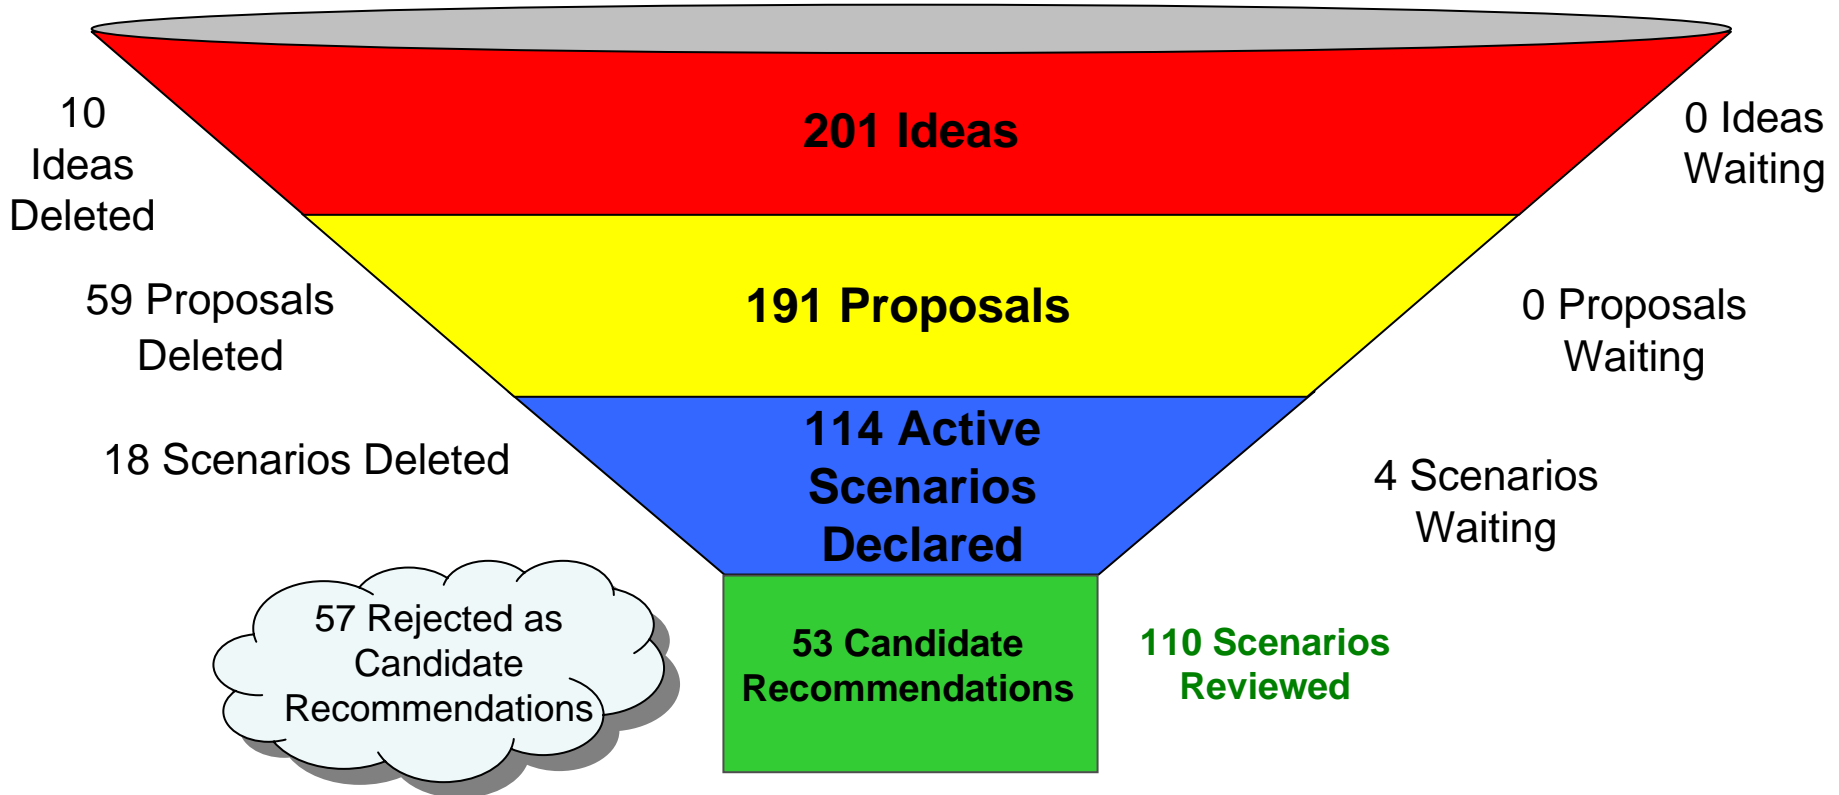 201 Ideas
10
Ideas
Deleted
0 Ideas
Waiting
191 Proposals
59 Proposals
Deleted
0 Proposals
Waiting
114 Active
Scenarios
Declared
18 Scenarios Deleted
4 Scenarios
Waiting
57 Rejected as
Candidate
Recommendations
53 Candidate
Recommendations
110 Scenarios
Reviewed